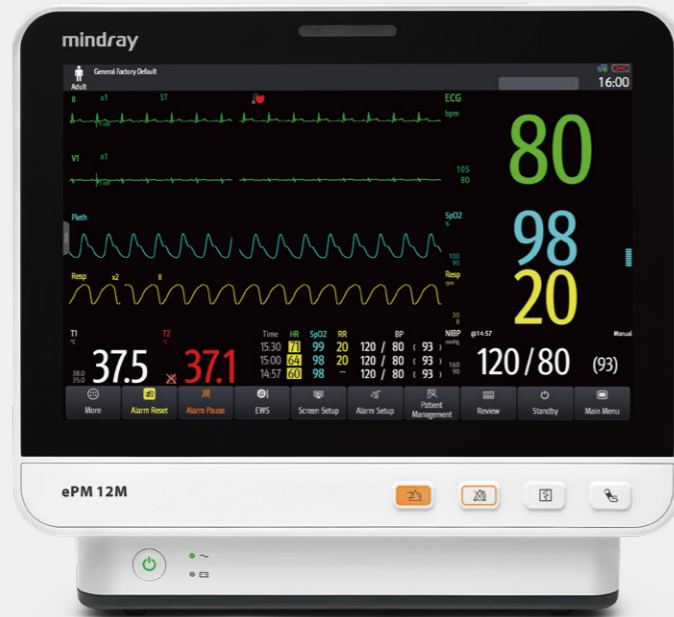 mindray
General Factory Default
Adult
16:00
II x1 ST ECG
bpm
80
1 mV
V1 x1
105
80
1 mV
Pleth SpO2
%
98
100
90
Resp x2 II Resp
rpm
20
30
8
T1 T2 Time HR SpO2 RR BP NIBP @14:57 Manual
°C °C mmHg
15:30 71 99 20 120 / 80 ( 93 )
15:00 64 98 20 120 / 80 ( 93 )
14:57 60 98 -- 120 / 80 ( 93 )
38.0
35.0
37.5 37.1
160
90
120/80 (93)
More Alarm Reset Alarm Pause EWS Screen Setup Alarm Setup Patient Management Review Standby Main Menu
ePM 12M